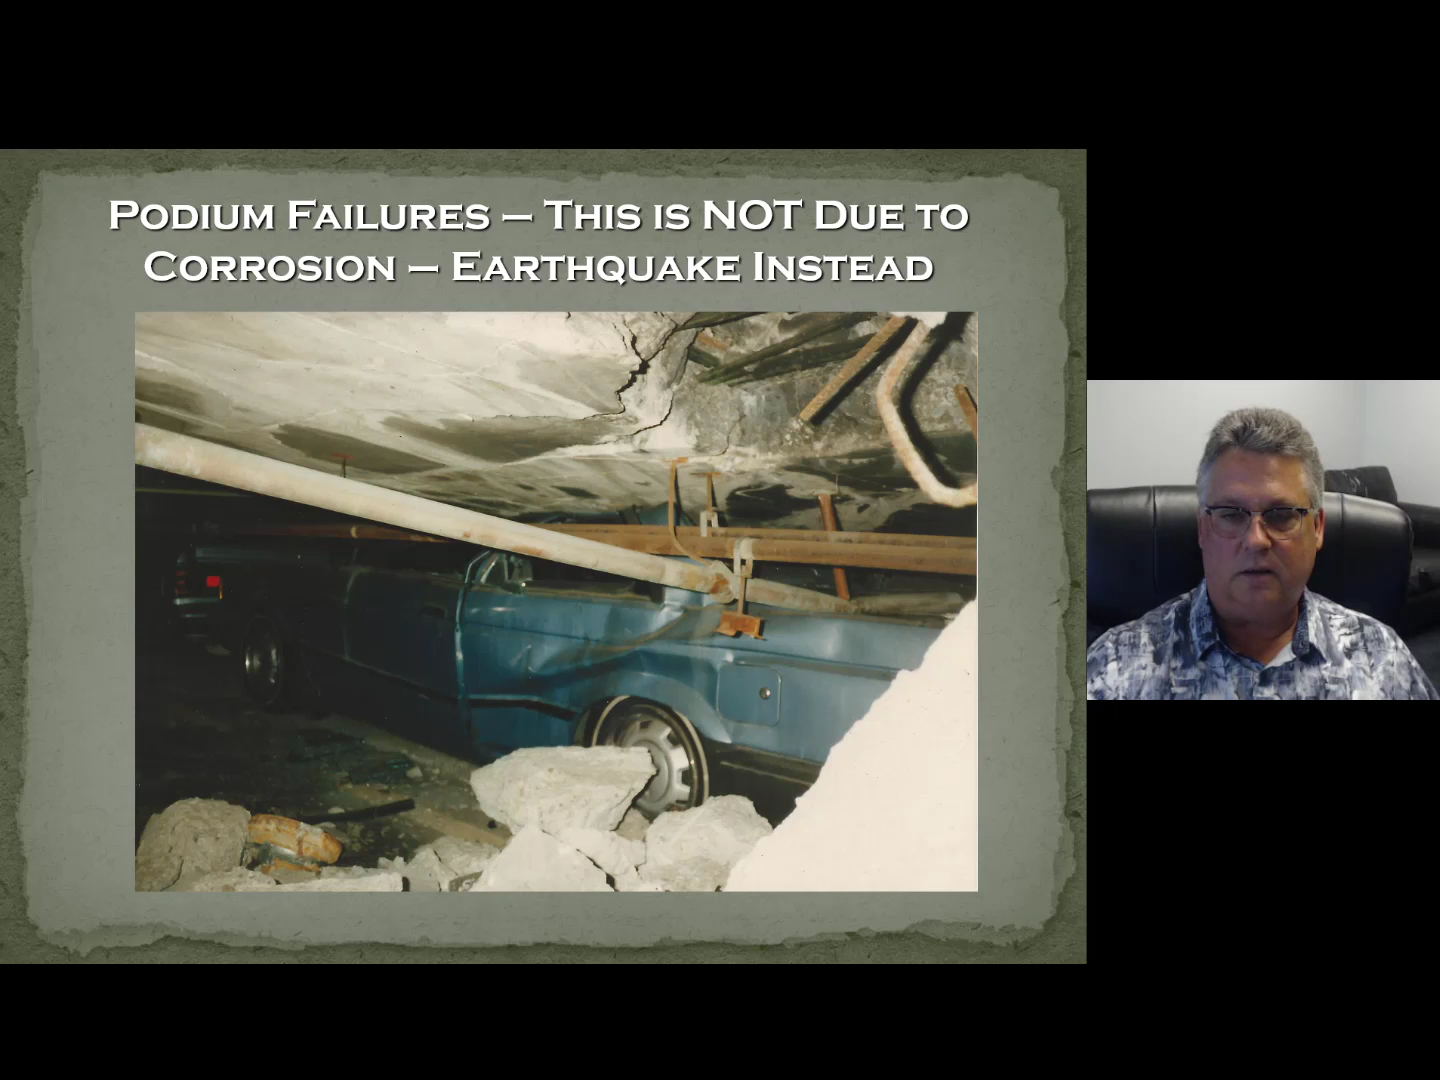 Podium Failures – This is NOT Due to
Corrosion – Earthquake Instead